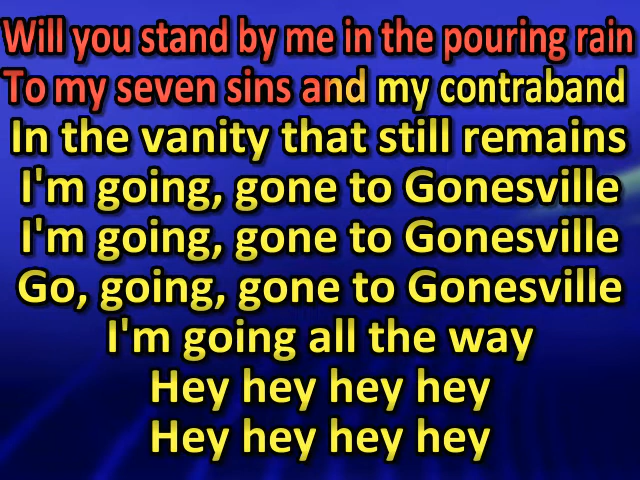 Will you stand by me in the pouring rain
To my seven sins and my contraband
In the vanity that still remains
I'm going, gone to Gonesville
I'm going, gone to Gonesville
Go, going, gone to Gonesville
I'm going all the way
Hey hey hey hey
Hey hey hey hey